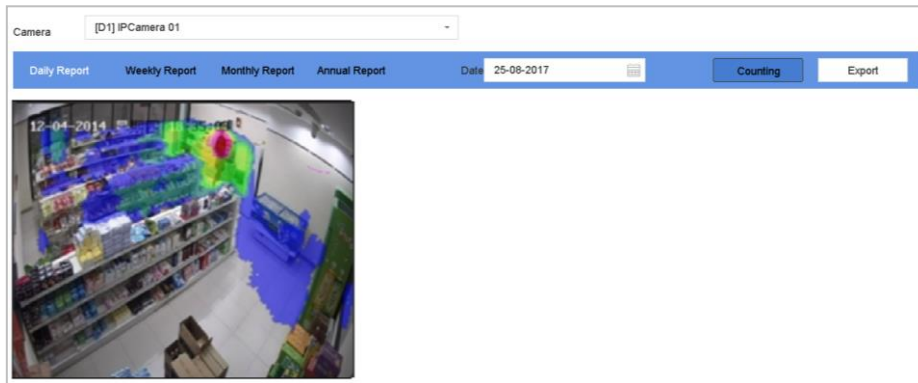 Camera [D1] IPCamera 01
Daily Report Weekly Report Monthly Report Annual Report Date 25-08-2017 Counting Export
12-04-2014